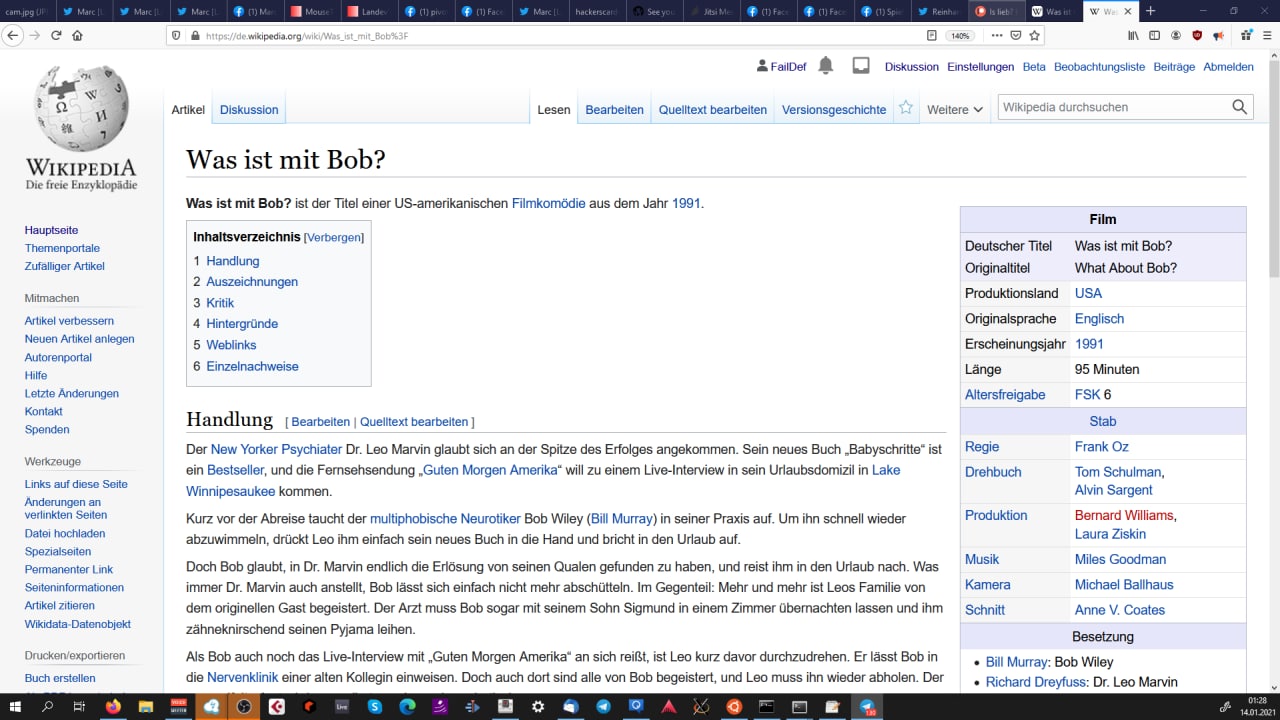 cam.jpg (JPE
Marc [L
Marc [L
Marc [L
(1) Marc
MouseT
Landev
(1) pivo
(1) Face
Marc [L
hackerscard
See you
Jitsi Me
(1) Face
(1) Face
(1) Spie
Reinhar
Is lieb?
Was ist
Was
https://de.wikipedia.org/wiki/Was_ist_mit_Bob%3F
140%
FailDef
Diskussion
Einstellungen
Beta
Beobachtungsliste
Beiträge
Abmelden
Artikel
Diskussion
Lesen
Bearbeiten
Quelltext bearbeiten
Versionsgeschichte
Weitere
Wikipedia durchsuchen
WIKIPEDIA
Die freie Enzyklopädie
Hauptseite
Themenportale
Zufälliger Artikel
Mitmachen
Artikel verbessern
Neuen Artikel anlegen
Autorenportal
Hilfe
Letzte Änderungen
Kontakt
Spenden
Werkzeuge
Links auf diese Seite
Änderungen an
verlinkten Seiten
Datei hochladen
Spezialseiten
Permanenter Link
Seiteninformationen
Artikel zitieren
Wikidata-Datenobjekt
Drucken/exportieren
Buch erstellen
Was ist mit Bob?
Was ist mit Bob? ist der Titel einer US-amerikanischen Filmkomödie aus dem Jahr 1991.
Inhaltsverzeichnis [Verbergen]
1 Handlung
2 Auszeichnungen
3 Kritik
4 Hintergründe
5 Weblinks
6 Einzelnachweise
Handlung [ Bearbeiten | Quelltext bearbeiten ]
Der New Yorker Psychiater Dr. Leo Marvin glaubt sich an der Spitze des Erfolges angekommen. Sein neues Buch „Babyschritte“ ist
ein Bestseller, und die Fernsehsendung „Guten Morgen Amerika“ will zu einem Live-Interview in sein Urlaubsdomizil in Lake
Winnipesaukee kommen.
Kurz vor der Abreise taucht der multiphobische Neurotiker Bob Wiley (Bill Murray) in seiner Praxis auf. Um ihn schnell wieder
abzuwimmeln, drückt Leo ihm einfach sein neues Buch in die Hand und bricht in den Urlaub auf.
Doch Bob glaubt, in Dr. Marvin endlich die Erlösung von seinen Qualen gefunden zu haben, und reist ihm in den Urlaub nach. Was
immer Dr. Marvin auch anstellt, Bob lässt sich einfach nicht mehr abschütteln. Im Gegenteil: Mehr und mehr ist Leos Familie von
dem originellen Gast begeistert. Der Arzt muss Bob sogar mit seinem Sohn Sigmund in einem Zimmer übernachten lassen und ihm
zähneknirschend seinen Pyjama leihen.
Als Bob auch noch das Live-Interview mit „Guten Morgen Amerika“ an sich reißt, ist Leo kurz davor durchzudrehen. Er lässt Bob in
die Nervenklinik einer alten Kollegin einweisen. Doch auch dort sind alle von Bob begeistert, und Leo muss ihn wieder abholen. Der
Film
Deutscher Titel Was ist mit Bob?
Originaltitel What About Bob?
Produktionsland USA
Originalsprache Englisch
Erscheinungsjahr 1991
Länge 95 Minuten
Altersfreigabe FSK 6
Stab
Regie Frank Oz
Drehbuch Tom Schulman,
Alvin Sargent
Produktion Bernard Williams,
Laura Ziskin
Musik Miles Goodman
Kamera Michael Ballhaus
Schnitt Anne V. Coates
Besetzung
• Bill Murray: Bob Wiley
• Richard Dreyfuss: Dr. Leo Marvin
Live
130
01:28
14.01.2021